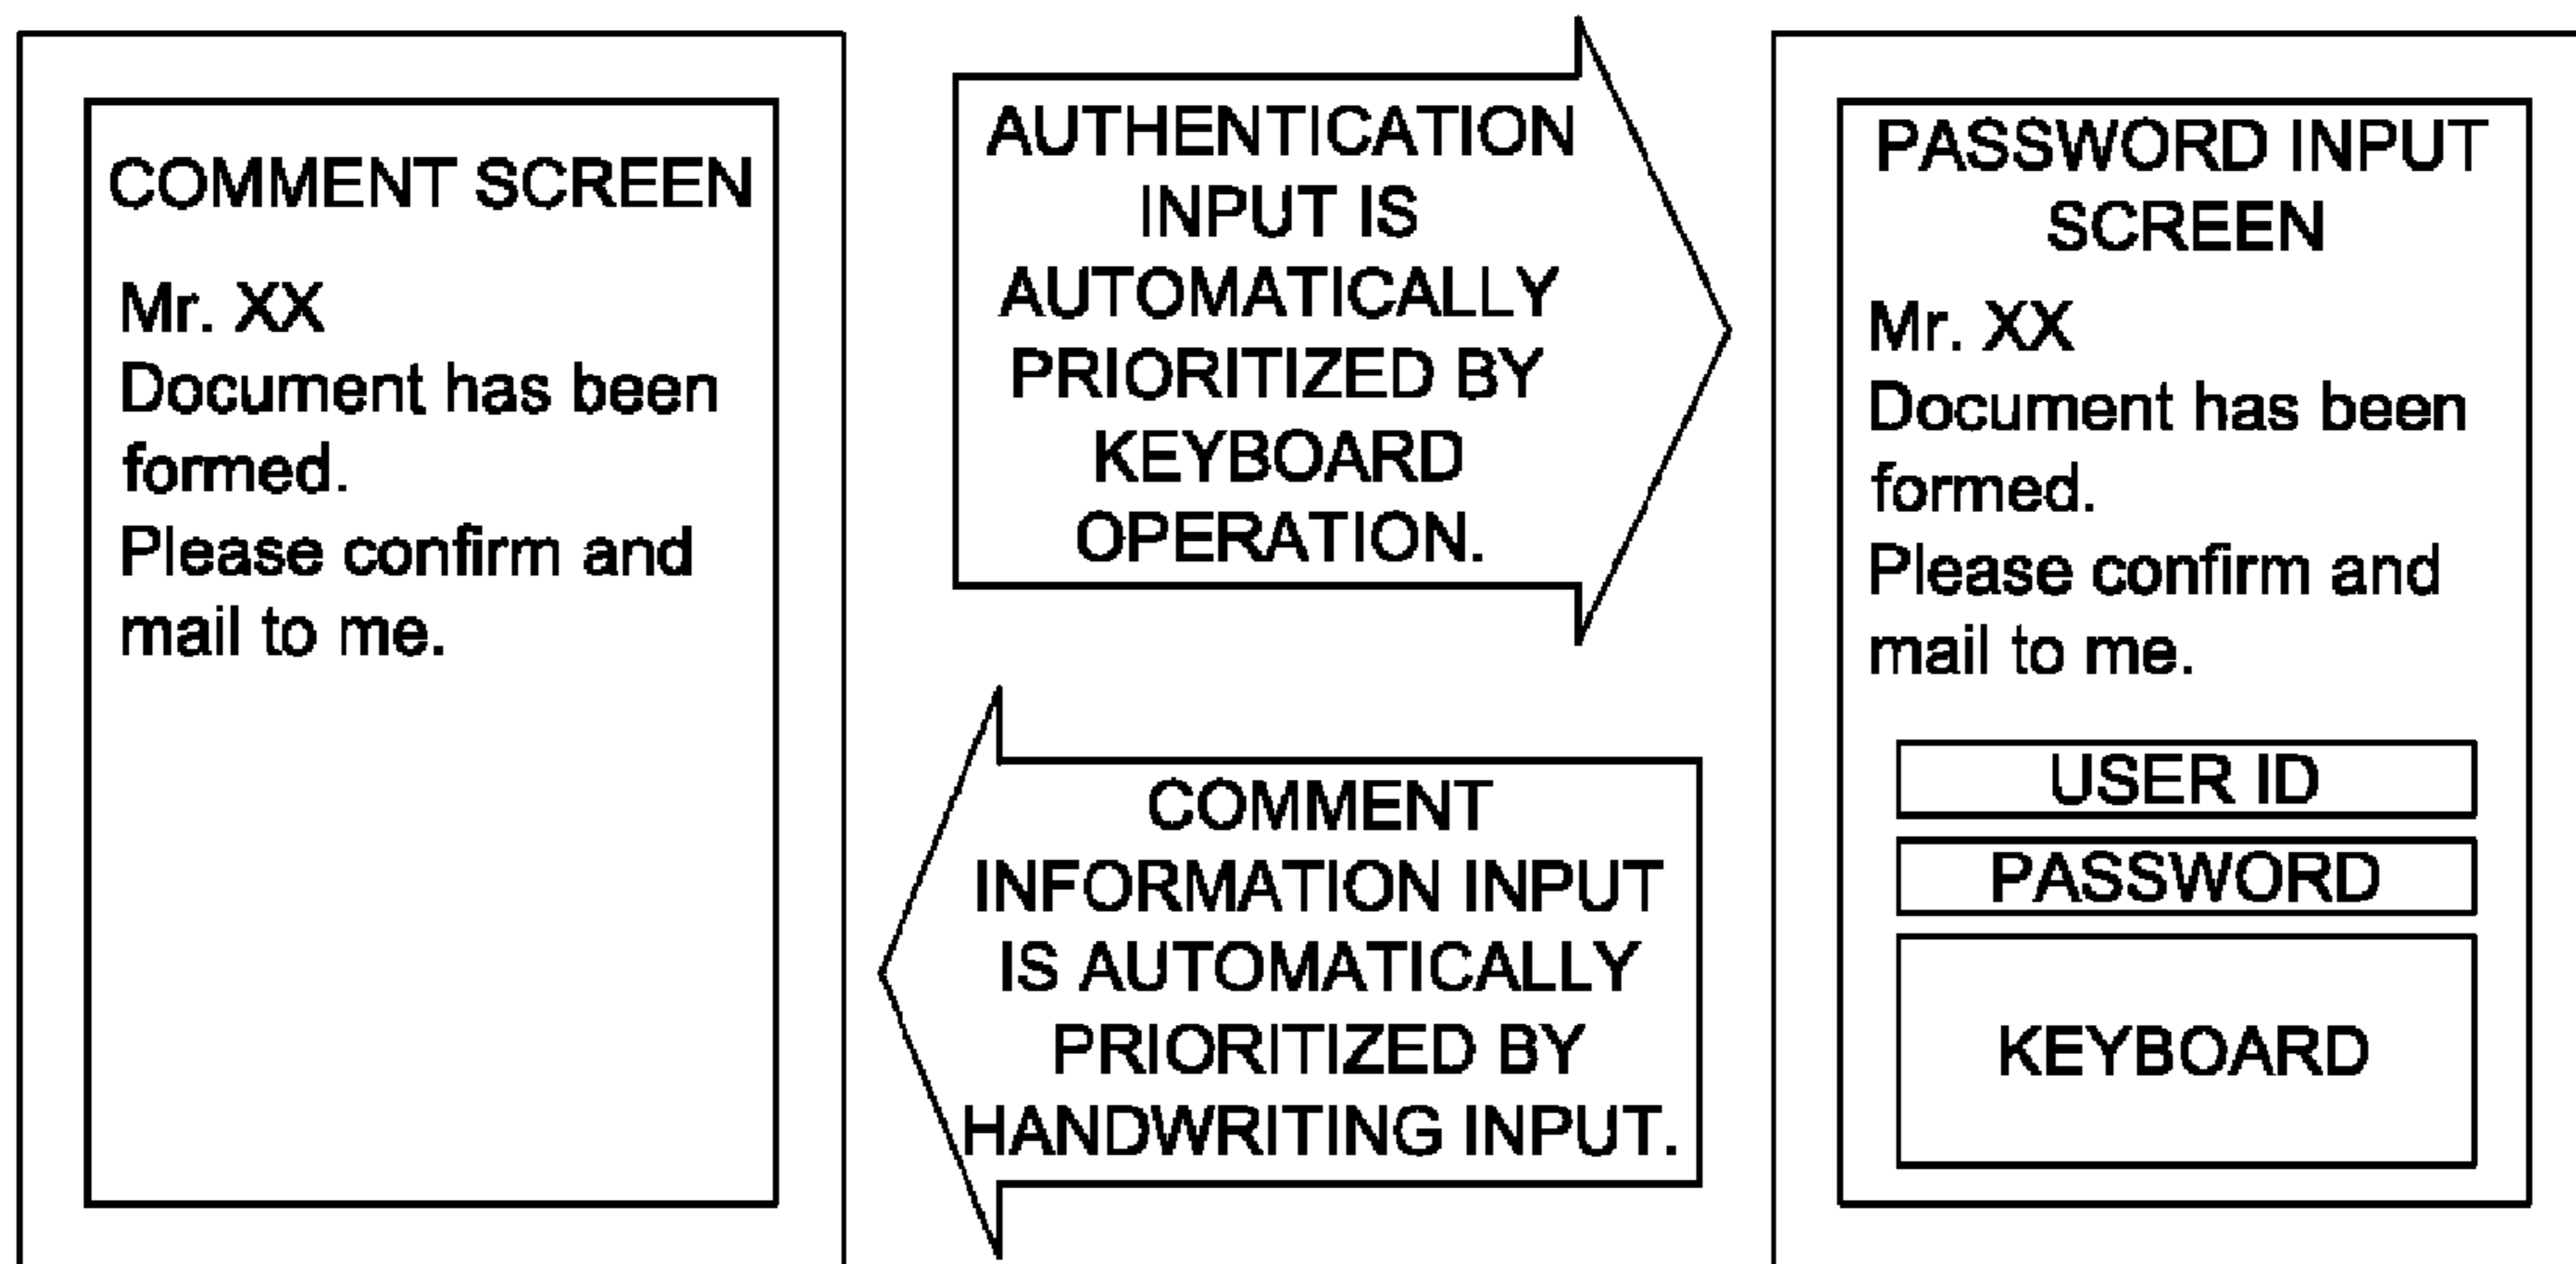 COMMENT SCREEN
Mr. XX
Document has been
formed.
Please confirm and
mail to me.
AUTHENTICATION
INPUT IS
AUTOMATICALLY
PRIORITIZED BY
KEYBOARD
OPERATION.
COMMENT
INFORMATION INPUT
IS AUTOMATICALLY
PRIORITIZED BY
HANDWRITING INPUT.
PASSWORD INPUT
SCREEN
Mr. XX
Document has been
formed.
Please confirm and
mail to me.
USER ID
PASSWORD
KEYBOARD